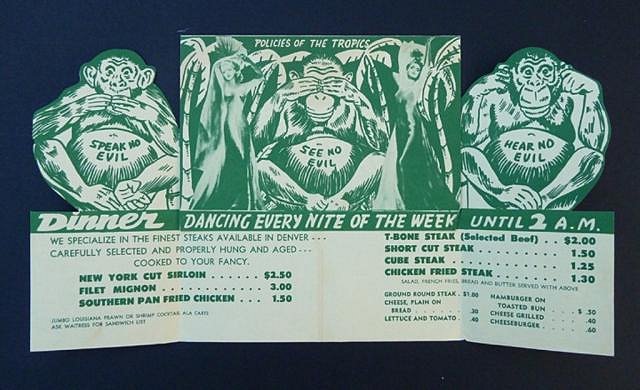 POLICIES OF THE TROPICS
SPEAK NO
EVIL
SEE NO
EVIL
HEAR NO
EVIL
Dinner DANCING EVERY NITE OF THE WEEK UNTIL 2 A.M.
WE SPECIALIZE IN THE FINEST STEAKS AVAILABLE IN DENVER ---
CAREFULLY SELECTED AND PROPERLY HUNG AND AGED ---
COOKED TO YOUR FANCY.
NEW YORK CUT SIRLOIN . . . . . . $2.50
FILET MIGNON . . . . . . . . . 3.00
SOUTHERN PAN FRIED CHICKEN . . . 1.50
JUMBO LOUISIANA PRAWN OR SHRIMP COCKTAIL ALA CARTE
ASK WAITRESS FOR SANDWICH LIST
T-BONE STEAK (Selected Beef) . . $2.00
SHORT CUT STEAK . . . . . . . . 1.50
CUBE STEAK . . . . . . . . . . 1.25
CHICKEN FRIED STEAK . . . . . . 1.30
SALAD, FRENCH FRIES, BREAD AND BUTTER SERVED WITH ABOVE
GROUND ROUND STEAK . $1.00
CHEESE, PLAIN ON
BREAD . . . . . . .30
LETTUCE AND TOMATO . .40
HAMBURGER ON
TOASTED BUN . . . $ .50
CHEESE GRILLED . . . .40
CHEESEBURGER . . . . .60